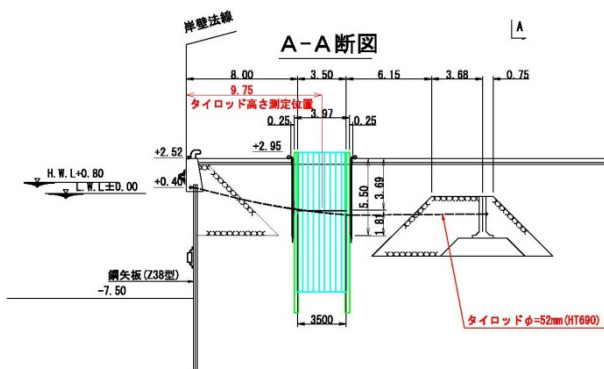 岸壁法線
A-A断図
A
8.00
3.50
6.15
3.68
0.75
9.75
タイロッド高さ測定位置
3.97
0.25
0.25
+2.52
+2.95
H.W.L+0.80
L.W.L±0.00
+0.40
3.69
5.50
1.81
鋼矢板(Z38型)
-7.50
3500
タイロッドφ=52mm(HT690)